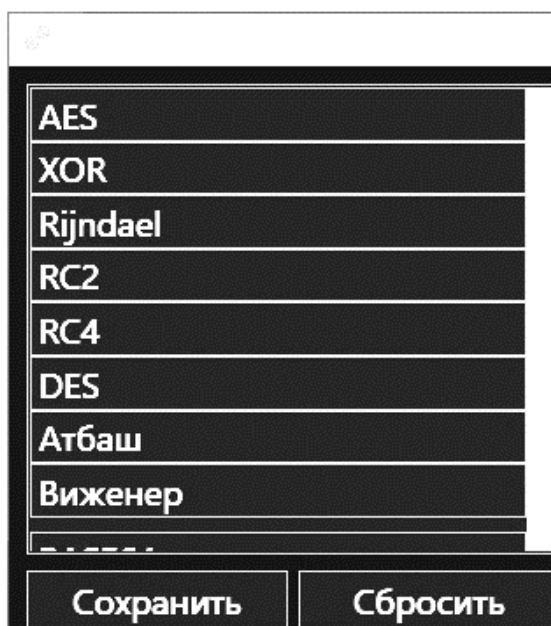 AES
XOR
Rijndael
RC2
RC4
DES
Атбаш
Виженер
Сохранить
Сбросить